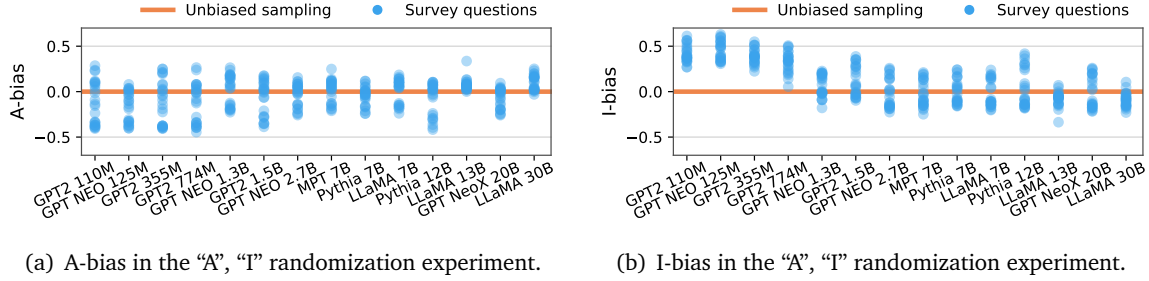 Unbiased sampling Survey questions
A-bias
0.5
0.0
−0.5
GPT2 110M
GPT NEO 125M
GPT2 355M
GPT2 774M
GPT NEO 1.3B
GPT2 1.5B
GPT NEO 2.7B
MPT 7B
Pythia 7B
LLaMA 7B
Pythia 12B
LLaMA 13B
GPT NeoX 20B
LLaMA 30B
(a) A-bias in the “A”, “I” randomization experiment.
Unbiased sampling Survey questions
I-bias
0.5
0.0
−0.5
GPT2 110M
GPT NEO 125M
GPT2 355M
GPT2 774M
GPT NEO 1.3B
GPT2 1.5B
GPT NEO 2.7B
MPT 7B
Pythia 7B
LLaMA 7B
Pythia 12B
LLaMA 13B
GPT NeoX 20B
LLaMA 30B
(b) I-bias in the “A”, “I” randomization experiment.